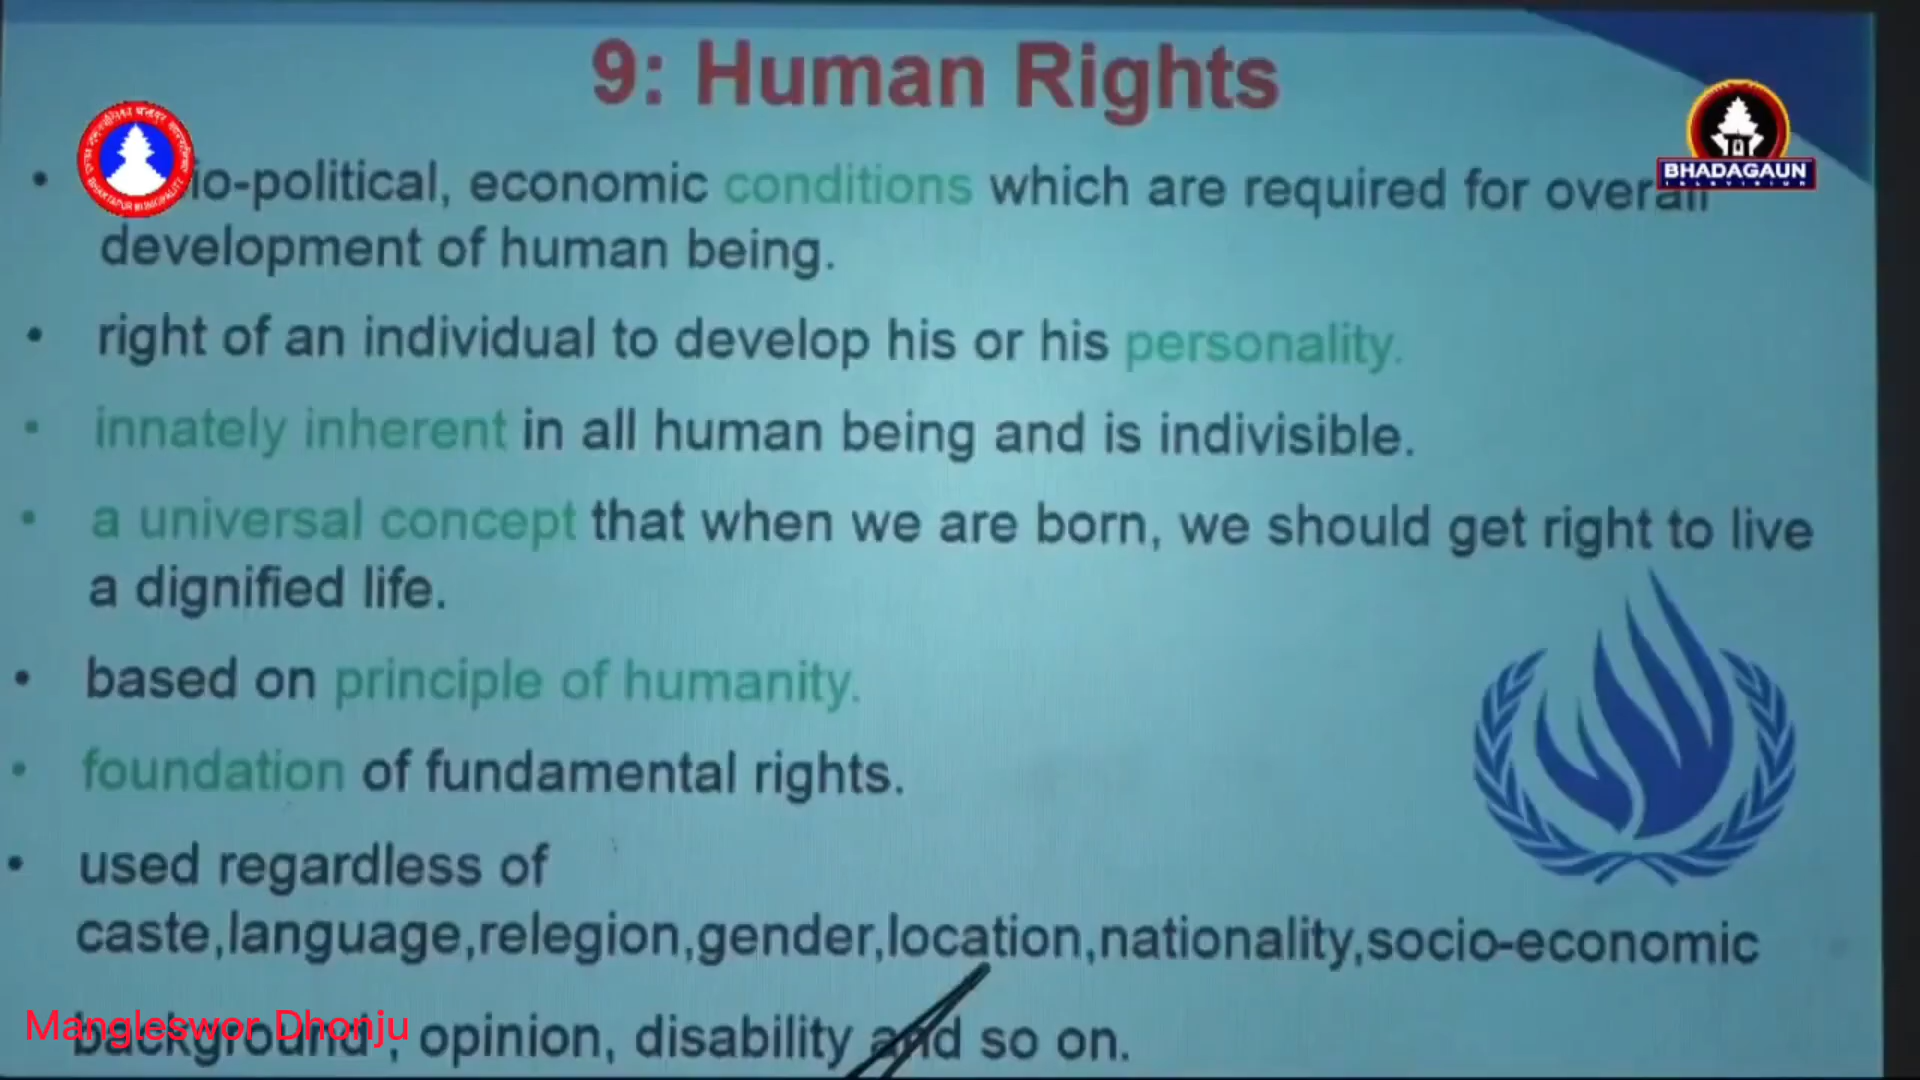 9: Human Rights
BHADAGAUN
TELEVISION
• io-political, economic conditions which are required for overall
development of human being.
• right of an individual to develop his or his personality.
• innately inherent in all human being and is indivisible.
• a universal concept that when we are born, we should get right to live
a dignified life.
• based on principle of humanity.
• foundation of fundamental rights.
• used regardless of
caste,language,relegion,gender,location,nationality,socio-economic
background , opinion, disability and so on.
Mangleswor Dhonju